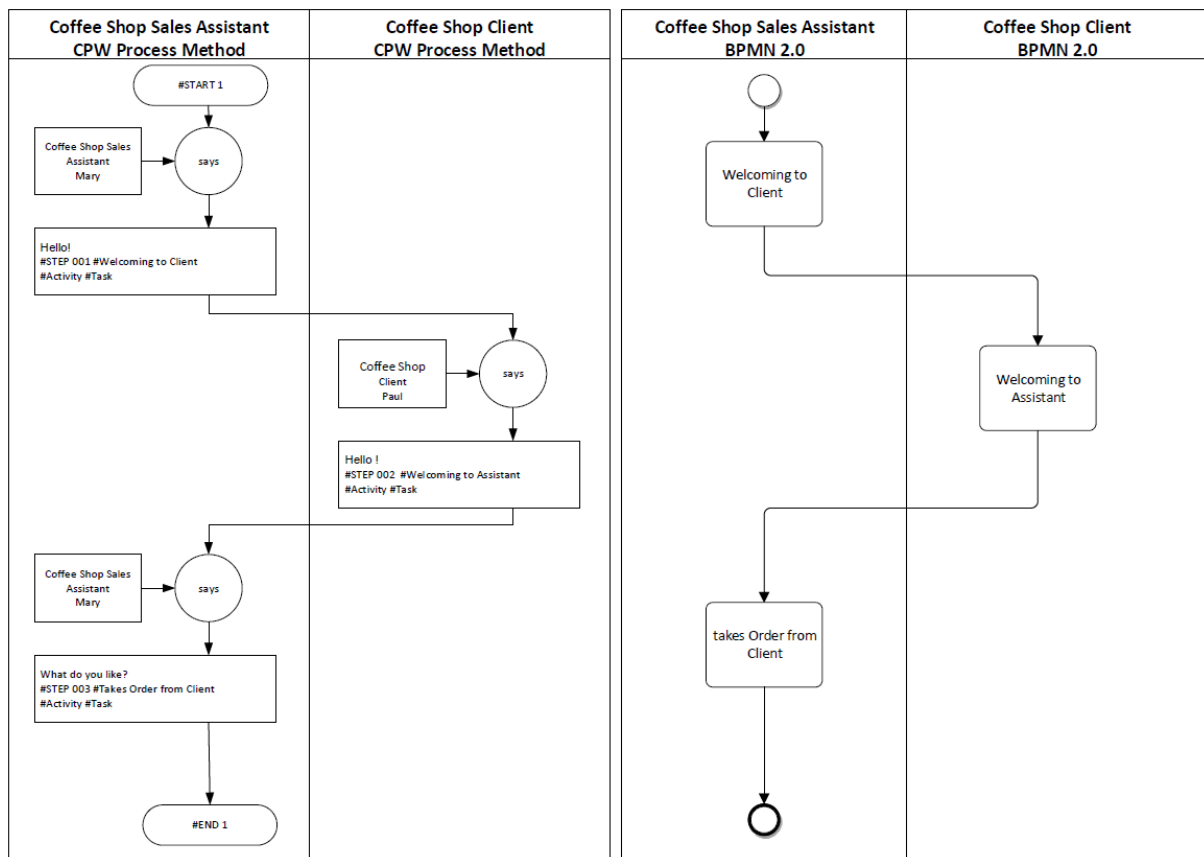 Coffee Shop Sales Assistant
CPW Process Method
Coffee Shop Client
CPW Process Method
#START 1
Coffee Shop Sales
Assistant
Mary
says
Hello!
#STEP 001 #Welcoming to Client
#Activity #Task
Coffee Shop
Client
Paul
says
Hello !
#STEP 002 #Welcoming to Assistant
#Activity #Task
Coffee Shop Sales
Assistant
Mary
says
What do you like?
#STEP 003 #Takes Order from Client
#Activity #Task
#END 1
Coffee Shop Sales Assistant
BPMN 2.0
Coffee Shop Client
BPMN 2.0
Welcoming to
Client
Welcoming to
Assistant
takes Order from
Client